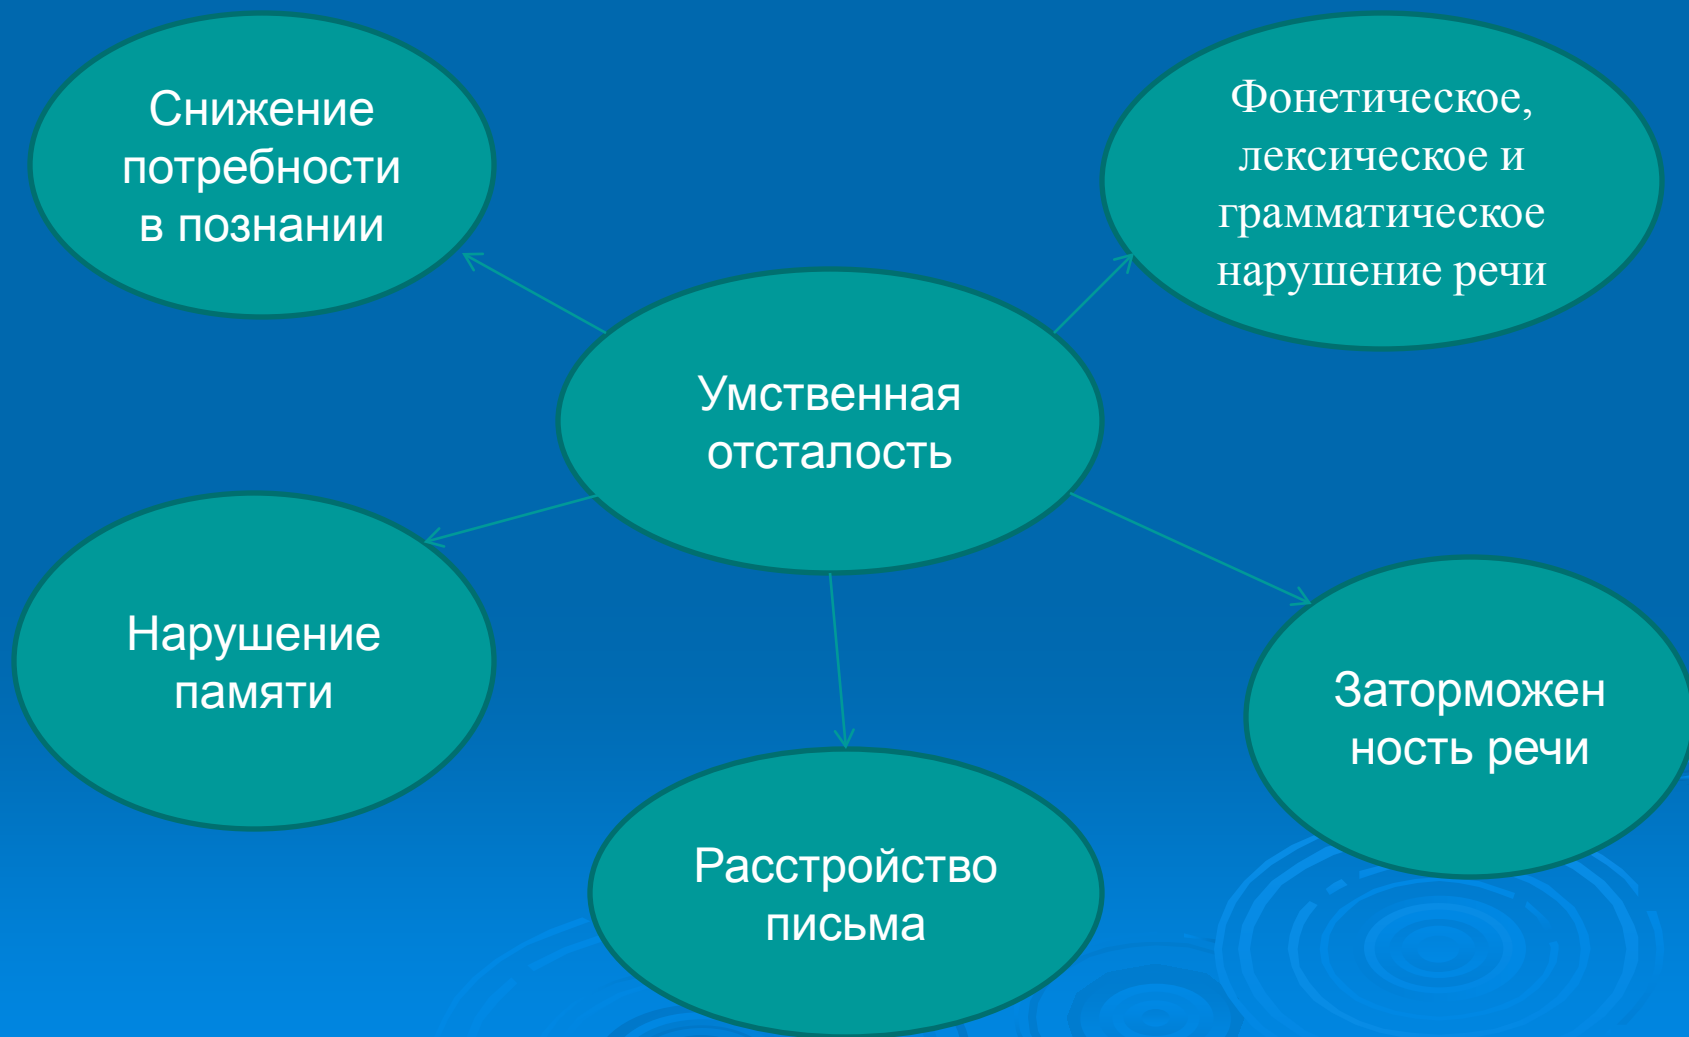 Снижение
потребности
в познании
Фонетическое,
лексическое и
грамматическое
нарушение речи
Умственная
отсталость
Нарушение
памяти
Заторможен
ность речи
Расстройство
письма